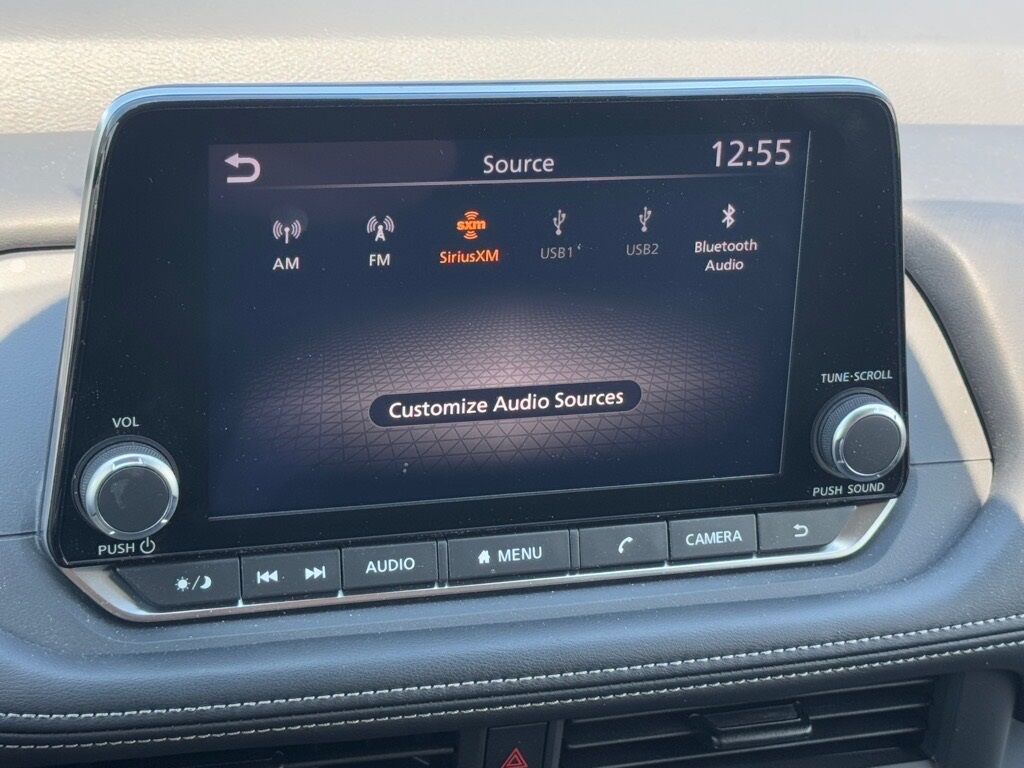 Source
12:55
AM
FM
sxm
SiriusXM
USB1
USB2
Bluetooth
Audio
Customize Audio Sources
VOL
PUSH
TUNE·SCROLL
PUSH SOUND
AUDIO
MENU
CAMERA